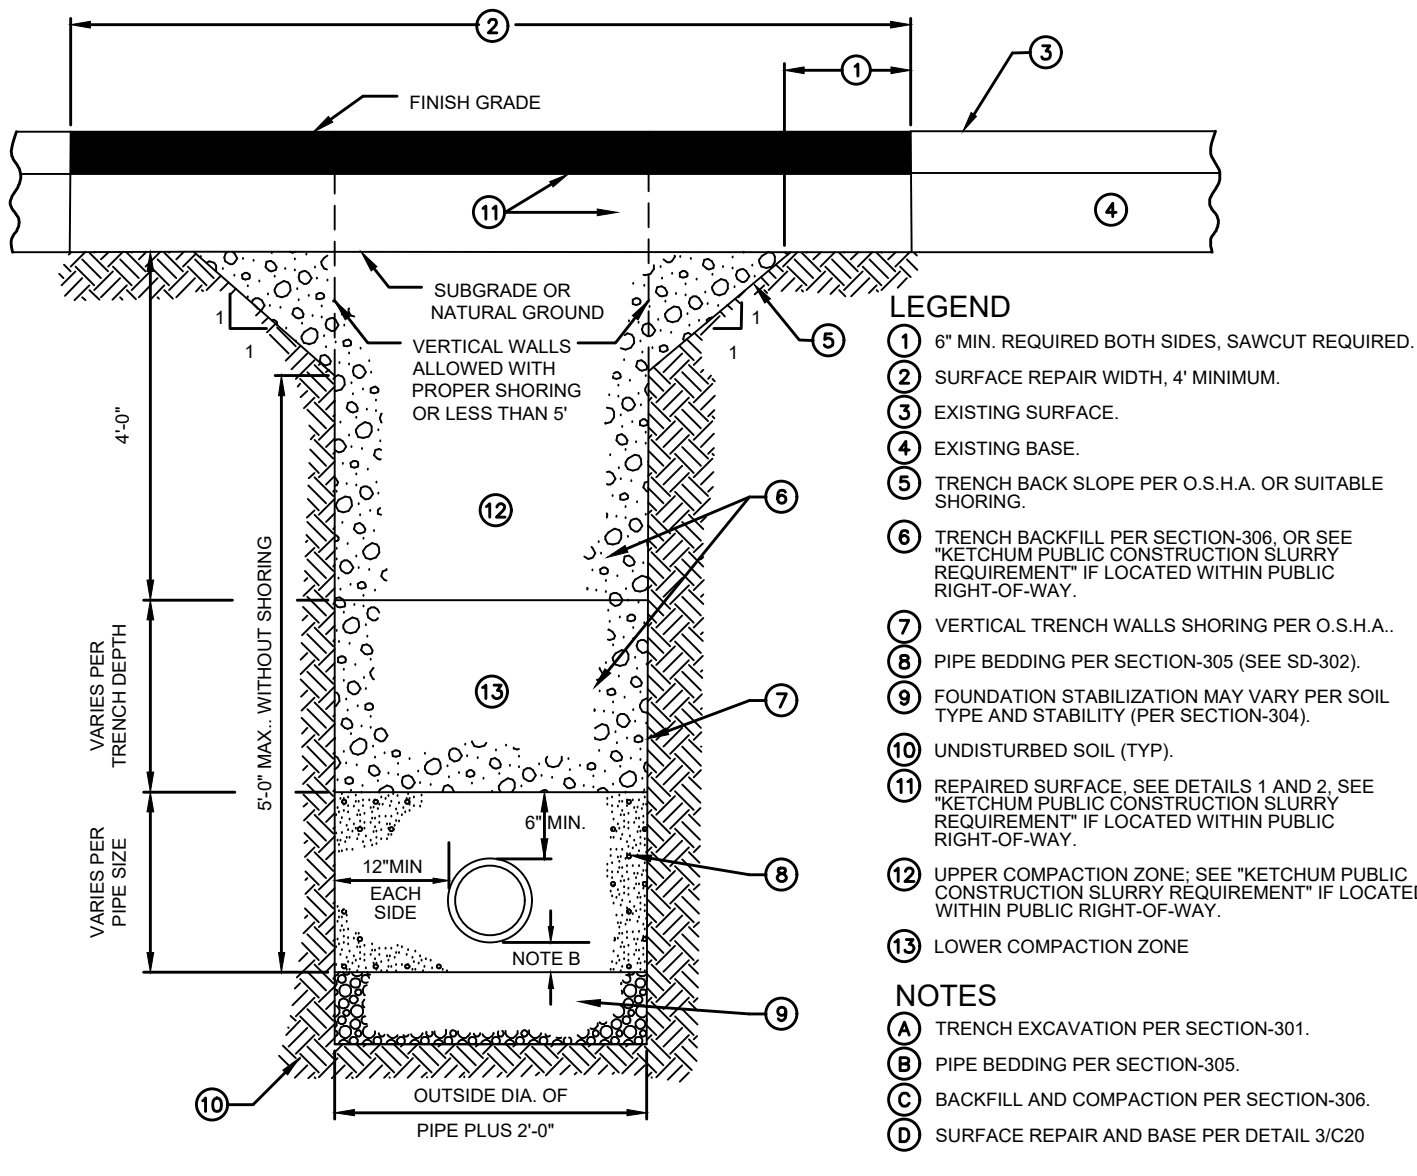 2
1
3
FINISH GRADE
11
4
SUBGRADE OR
NATURAL GROUND
1
1
1
1
VERTICAL WALLS
ALLOWED WITH
PROPER SHORING
OR LESS THAN 5'
5
4'-0"
12
6
5'-0" MAX.. WITHOUT SHORING
VARIES PER
TRENCH DEPTH
13
7
VARIES PER
PIPE SIZE
6" MIN.
12"MIN
EACH
SIDE
8
NOTE B
9
10
OUTSIDE DIA. OF
PIPE PLUS 2'-0"
LEGEND
1 6" MIN. REQUIRED BOTH SIDES, SAWCUT REQUIRED.
2 SURFACE REPAIR WIDTH, 4' MINIMUM.
3 EXISTING SURFACE.
4 EXISTING BASE.
5 TRENCH BACK SLOPE PER O.S.H.A. OR SUITABLE
SHORING.
6 TRENCH BACKFILL PER SECTION-306, OR SEE
"KETCHUM PUBLIC CONSTRUCTION SLURRY
REQUIREMENT" IF LOCATED WITHIN PUBLIC
RIGHT-OF-WAY.
7 VERTICAL TRENCH WALLS SHORING PER O.S.H.A..
8 PIPE BEDDING PER SECTION-305 (SEE SD-302).
9 FOUNDATION STABILIZATION MAY VARY PER SOIL
TYPE AND STABILITY (PER SECTION-304).
10 UNDISTURBED SOIL (TYP).
11 REPAIRED SURFACE, SEE DETAILS 1 AND 2, SEE
"KETCHUM PUBLIC CONSTRUCTION SLURRY
REQUIREMENT" IF LOCATED WITHIN PUBLIC
RIGHT-OF-WAY.
12 UPPER COMPACTION ZONE; SEE "KETCHUM PUBLIC
CONSTRUCTION SLURRY REQUIREMENT" IF LOCATE
WITHIN PUBLIC RIGHT-OF-WAY.
13 LOWER COMPACTION ZONE
NOTES
A TRENCH EXCAVATION PER SECTION-301.
B PIPE BEDDING PER SECTION-305.
C BACKFILL AND COMPACTION PER SECTION-306.
D SURFACE REPAIR AND BASE PER DETAIL 3/C20